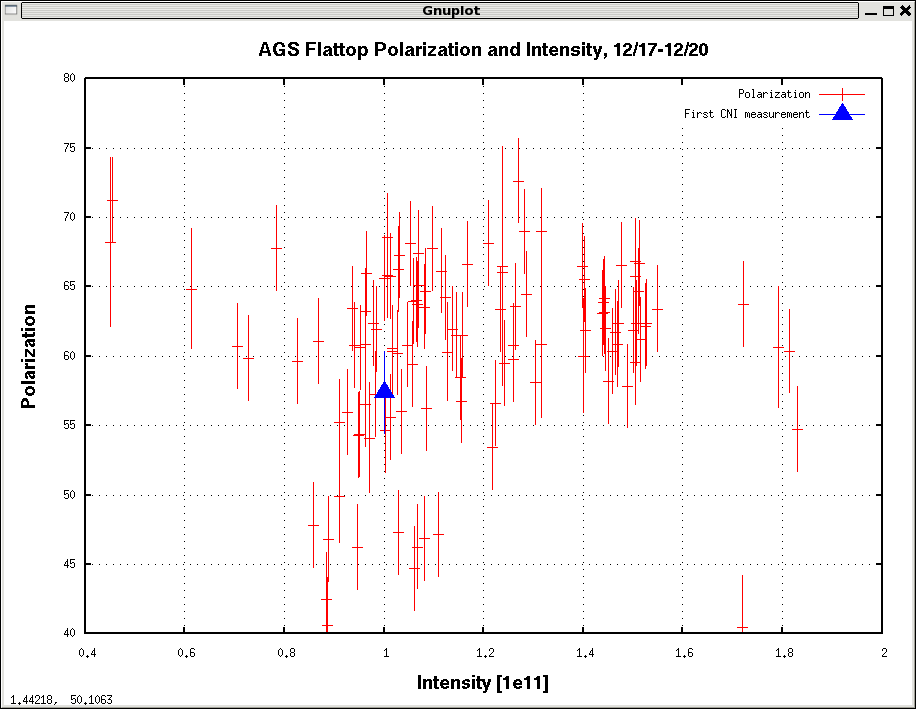 Gnuplot
AGS Flattop Polarization and Intensity, 12/17-12/20
Polarization
First CNI measurement
80
75
70
65
60
55
50
45
40
Polarization
0.4 0.6 0.8 1 1.2 1.4 1.6 1.8 2
Intensity [1e11]
1.44218, 50.1063